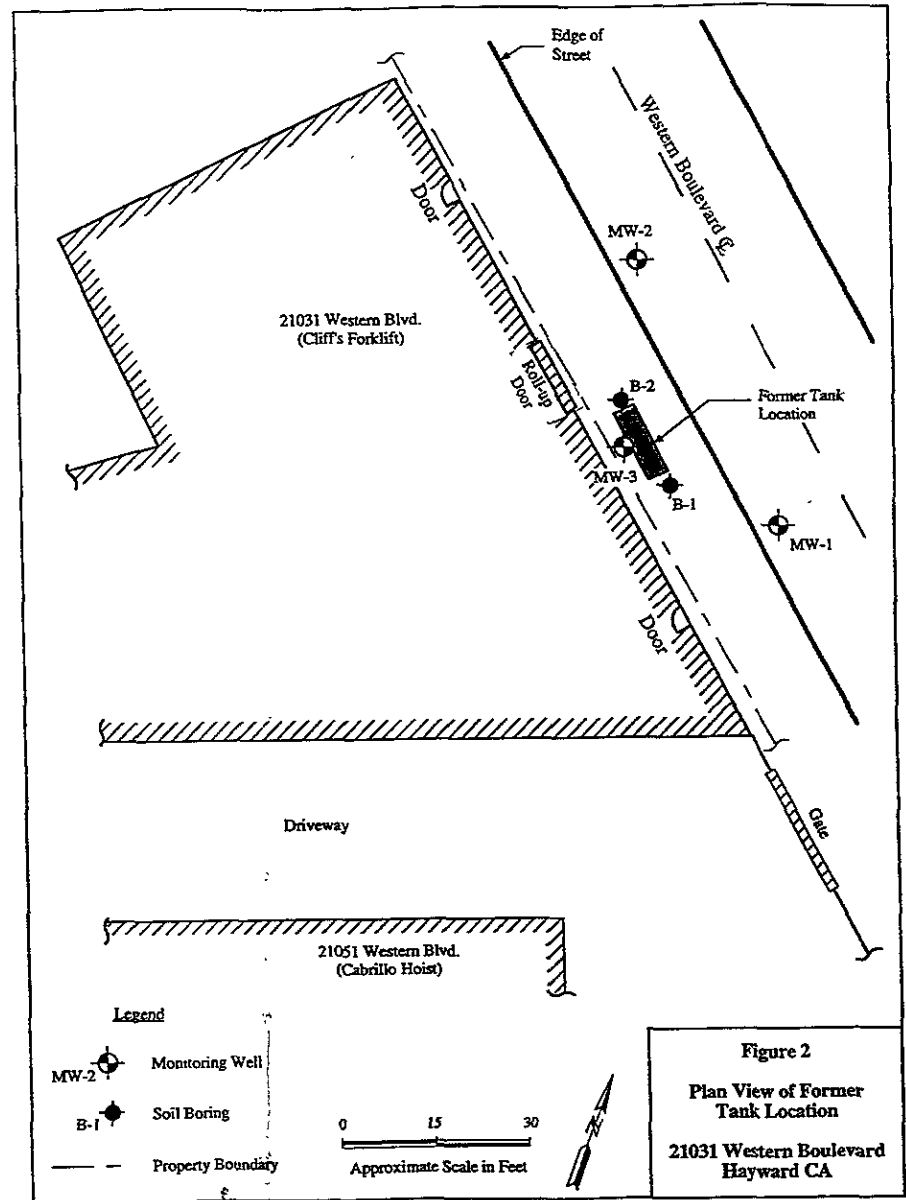 Edge of
Street
Western Boulevard ℄
Door
MW-2
21031 Western Blvd.
(Cliff's Forklift)
Roll-up
Door
B-2
Former Tank
Location
MW-3
B-1
MW-1
Door
Driveway
Gate
21051 Western Blvd.
(Cabrillo Hoist)
Legend
MW-2
Monitoring Well
B-1
Soil Boring
Property Boundary
0 15 30
Approximate Scale in Feet
N
Figure 2
Plan View of Former
Tank Location
21031 Western Boulevard
Hayward CA